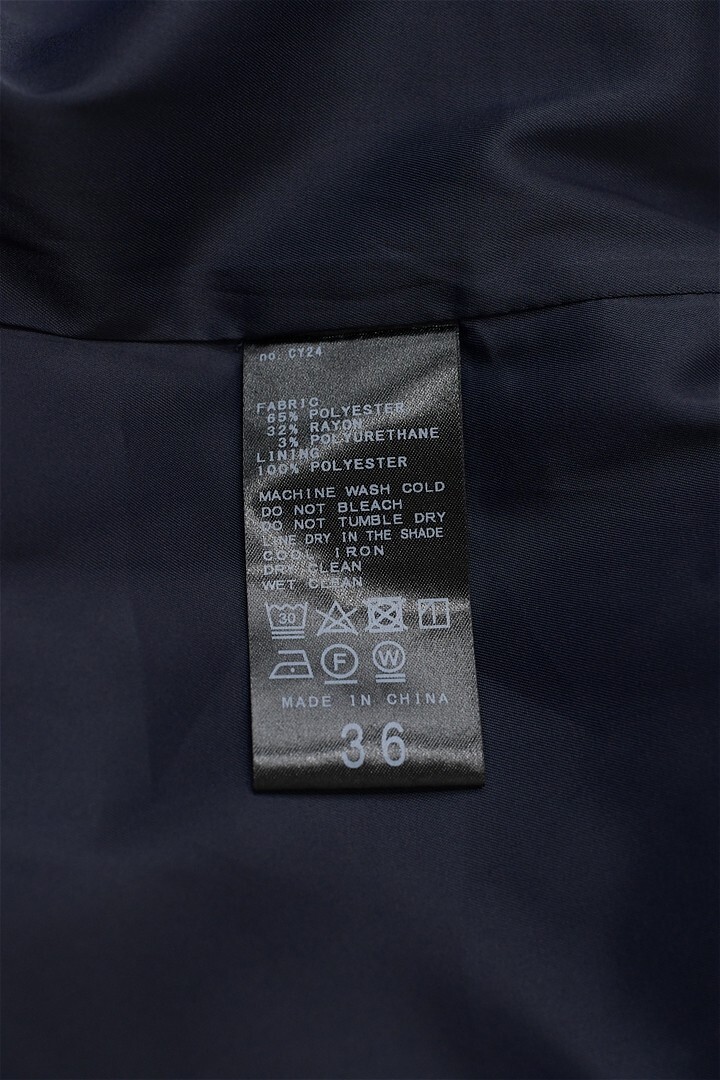 no. CY24
FABRIC
65% POLYESTER
32% RAYON
3% POLYURETHANE
LINING
100% POLYESTER
MACHINE WASH COLD
DO NOT BLEACH
DO NOT TUMBLE DRY
LINE DRY IN THE SHADE
COOL IRON
DRY CLEAN
WET CLEAN
30
F W
MADE IN CHINA
36